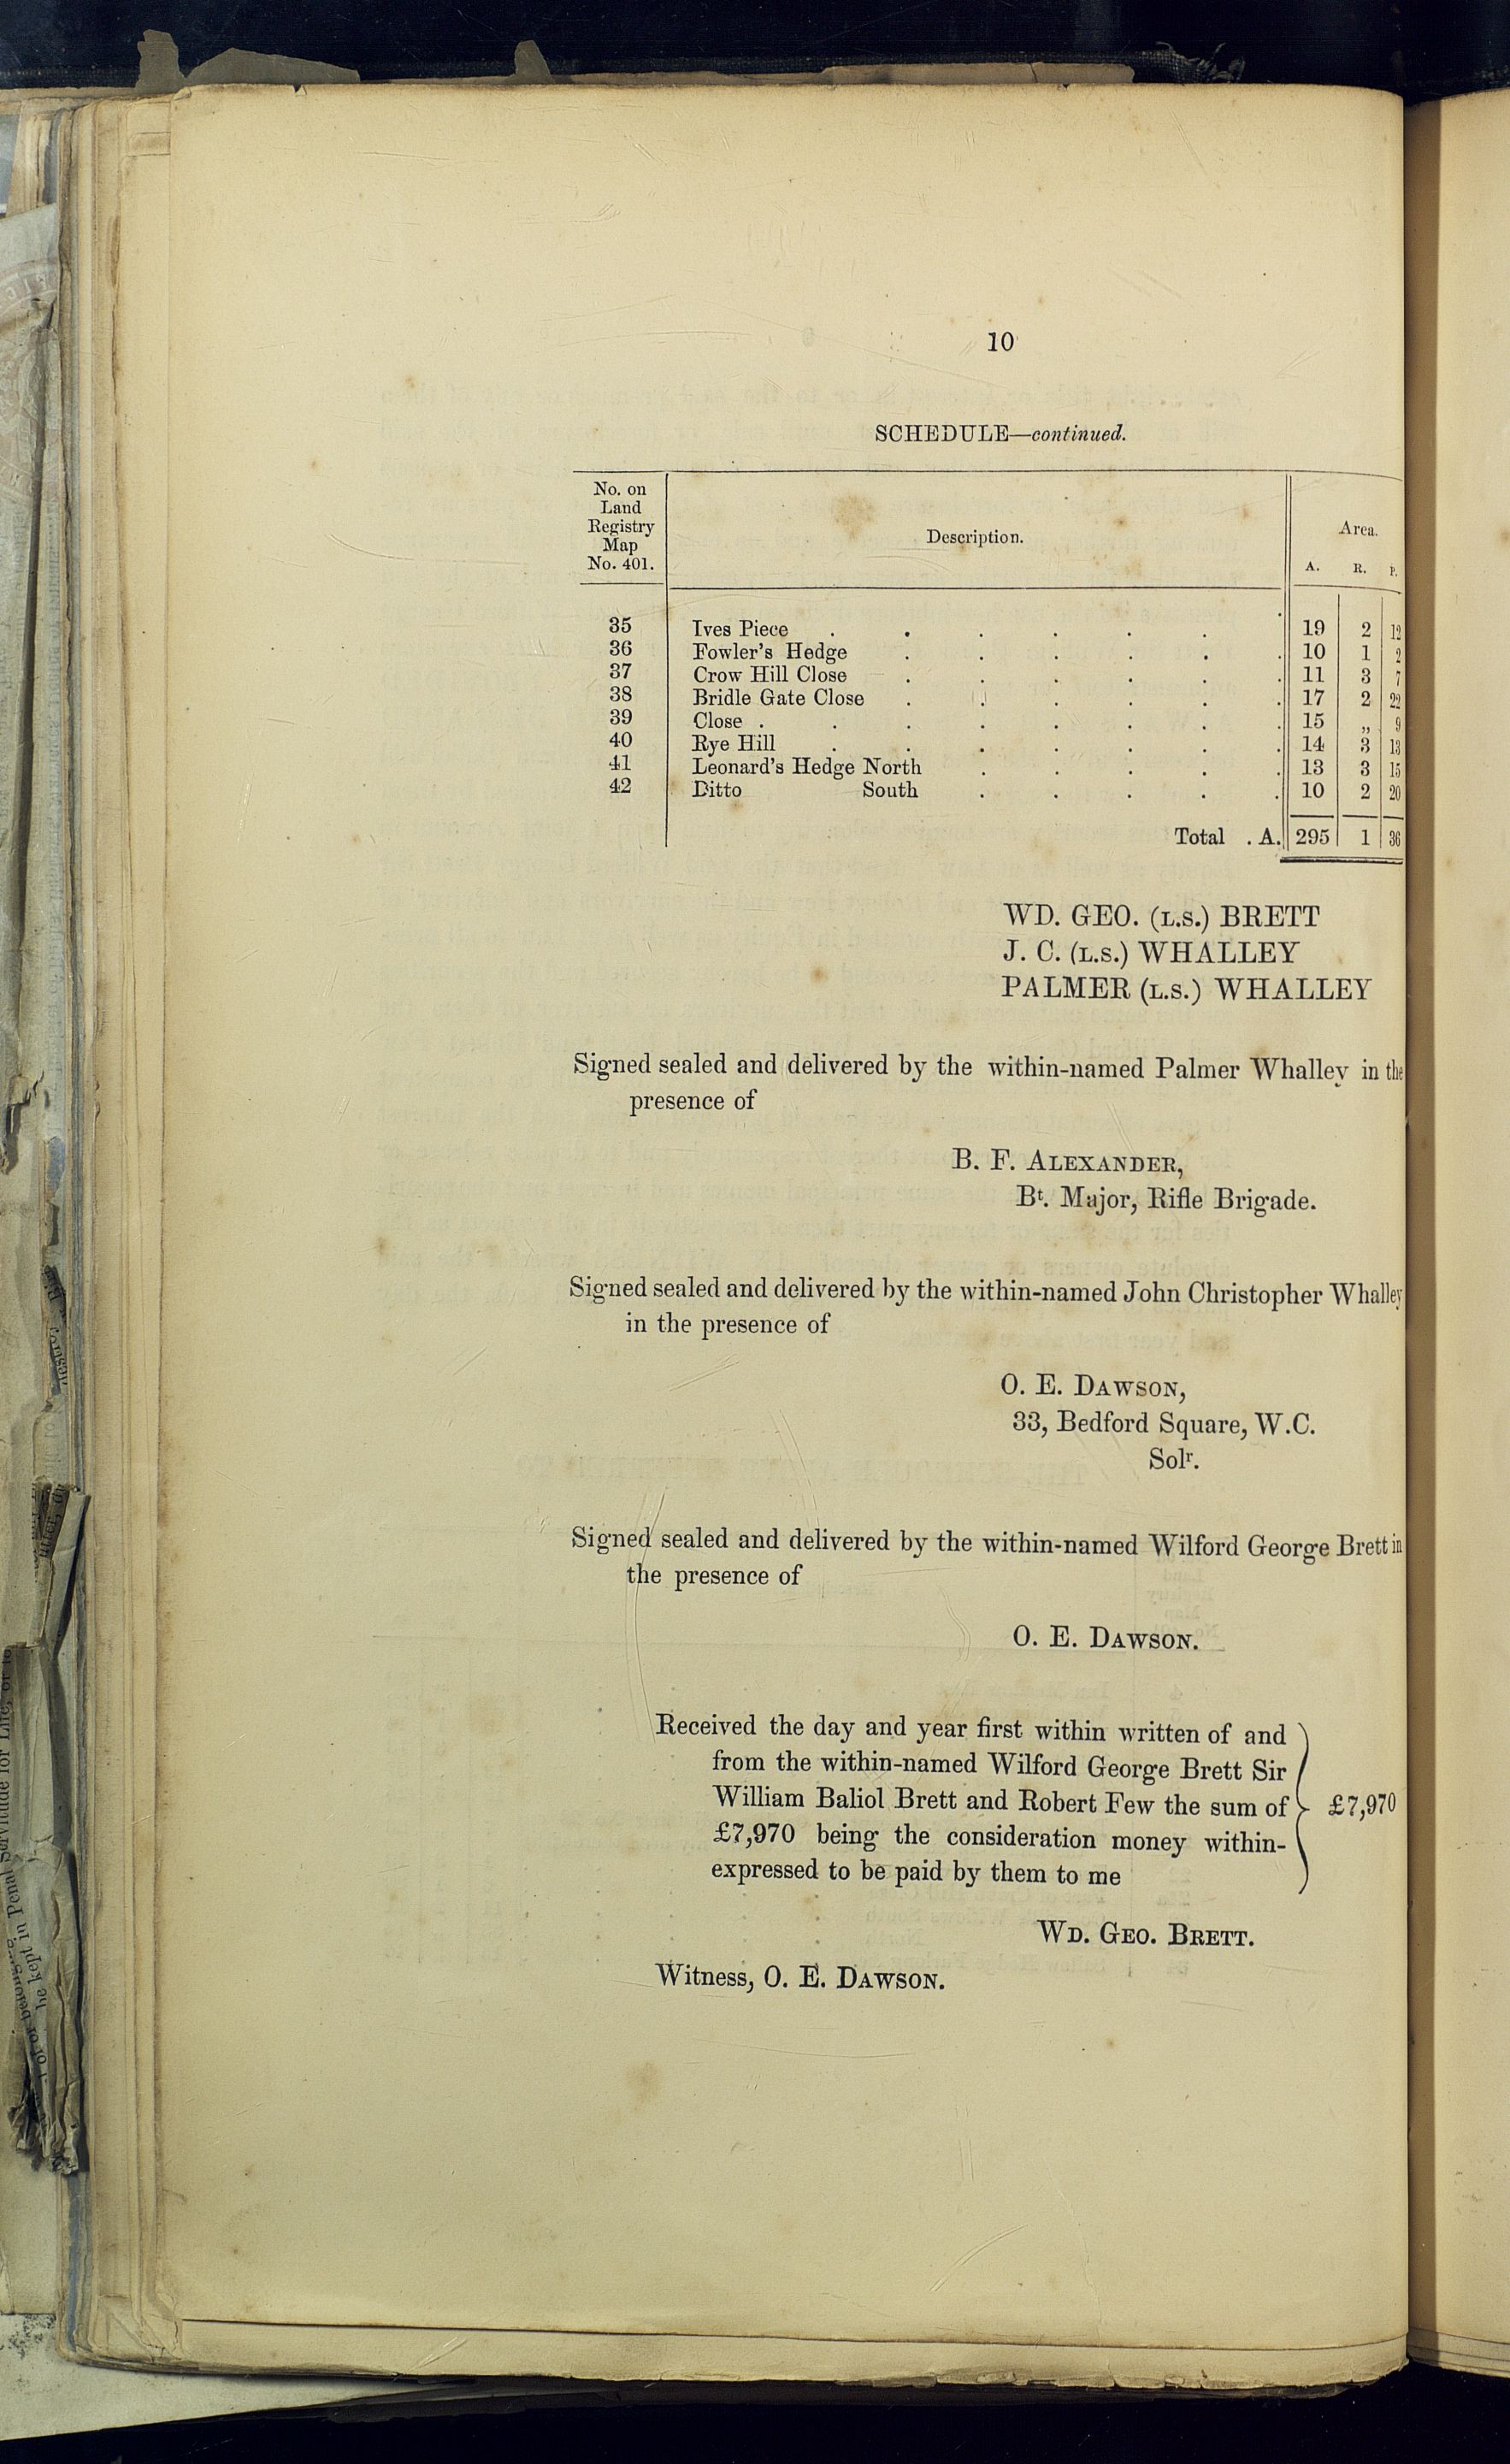 10
SCHEDULE—continued.
No. on
Land
Registry
Map
No. 401.
Description.
Area.
A. R. P.
35 Ives Piece . . . . . . 19 2 12
36 Fowler's Hedge . . . . . . 10 1 2
37 Crow Hill Close . . . . . . 11 3 7
38 Bridle Gate Close . . . . . . 17 2 22
39 Close . . . . . . . . 15 „ 9
40 Rye Hill . . . . . . . 14 3 13
41 Leonard's Hedge North . . . . . 13 3 15
42 Ditto South . . . . . 10 2 20
Total . A. 295 1 36
WD. GEO. (L.S.) BRETT
J. C. (L.S.) WHALLEY
PALMER (L.S.) WHALLEY
Signed sealed and delivered by the within-named Palmer Whalley in the
presence of
B. F. ALEXANDER,
Bt. Major, Rifle Brigade.
Signed sealed and delivered by the within-named John Christopher Whalley
in the presence of
O. E. DAWSON,
33, Bedford Square, W.C.
Solr.
Signed sealed and delivered by the within-named Wilford George Brett in
the presence of
O. E. DAWSON.
Received the day and year first within written of and
from the within-named Wilford George Brett Sir
William Baliol Brett and Robert Few the sum of £7,970
£7,970 being the consideration money within-
expressed to be paid by them to me
WD. GEO. BRETT.
Witness, O. E. DAWSON.
Penal Servitude for Life, or to
be kept in